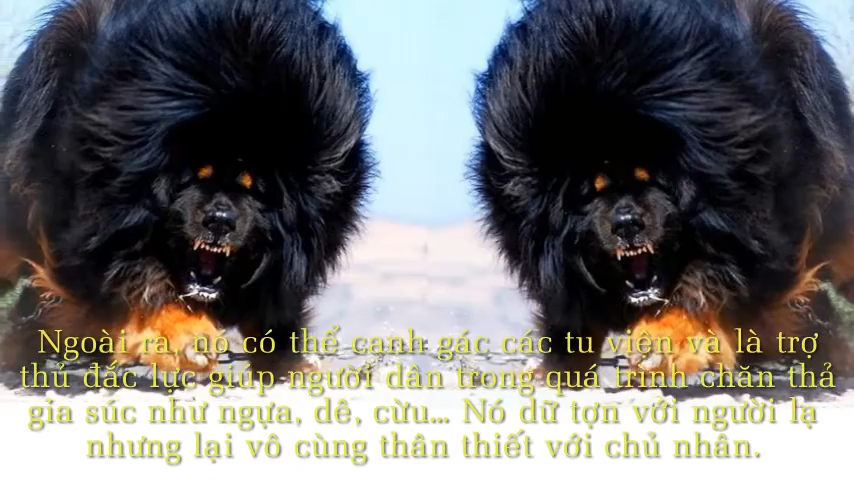 Ngoài ra, nó có thể canh gác các tu viện và là trợ
thủ đắc lực giúp người dân trong quá trình chăn thả
gia súc như ngựa, dê, cừu... Nó dữ tợn với người lạ
nhưng lại vô cùng thân thiết với chủ nhân.